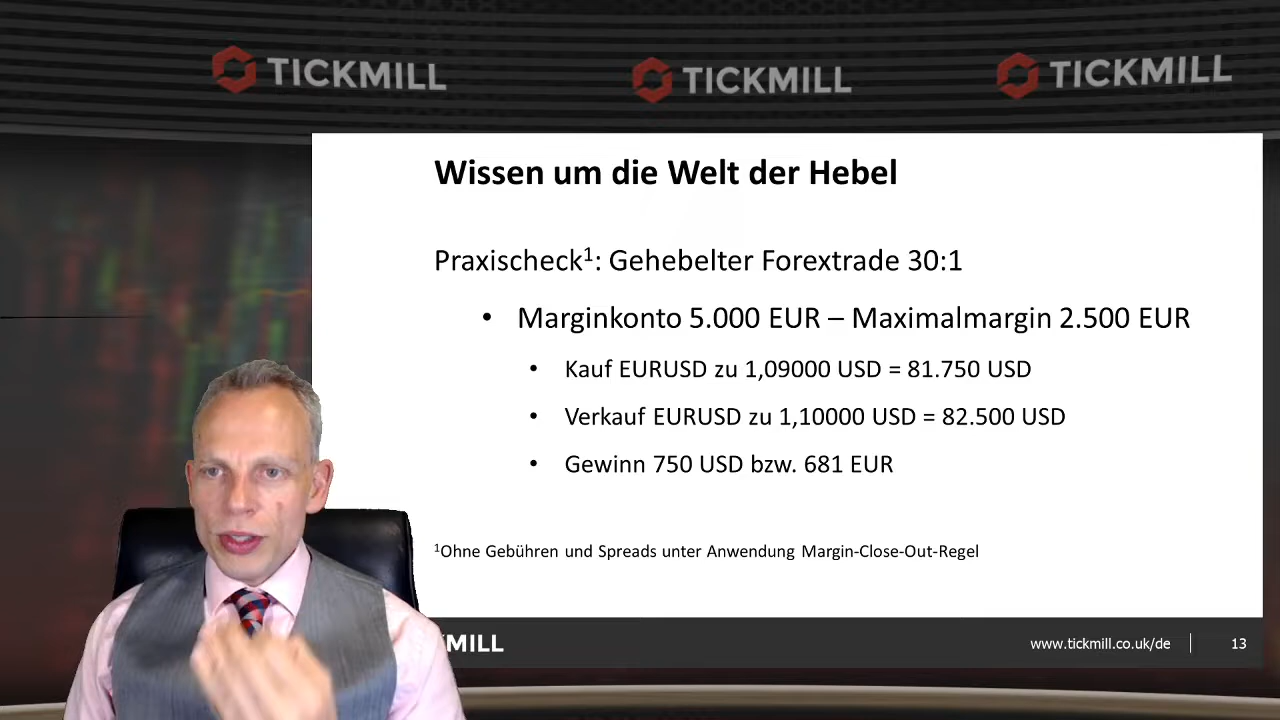 TICKMILL TICKMILL TICKMILL
Wissen um die Welt der Hebel
Praxischeck¹: Gehebelter Forextrade 30:1
• Marginkonto 5.000 EUR – Maximalmargin 2.500 EUR
• Kauf EURUSD zu 1,09000 USD = 81.750 USD
• Verkauf EURUSD zu 1,10000 USD = 82.500 USD
• Gewinn 750 USD bzw. 681 EUR
¹Ohne Gebühren und Spreads unter Anwendung Margin-Close-Out-Regel
KMILL www.tickmill.co.uk/de 13